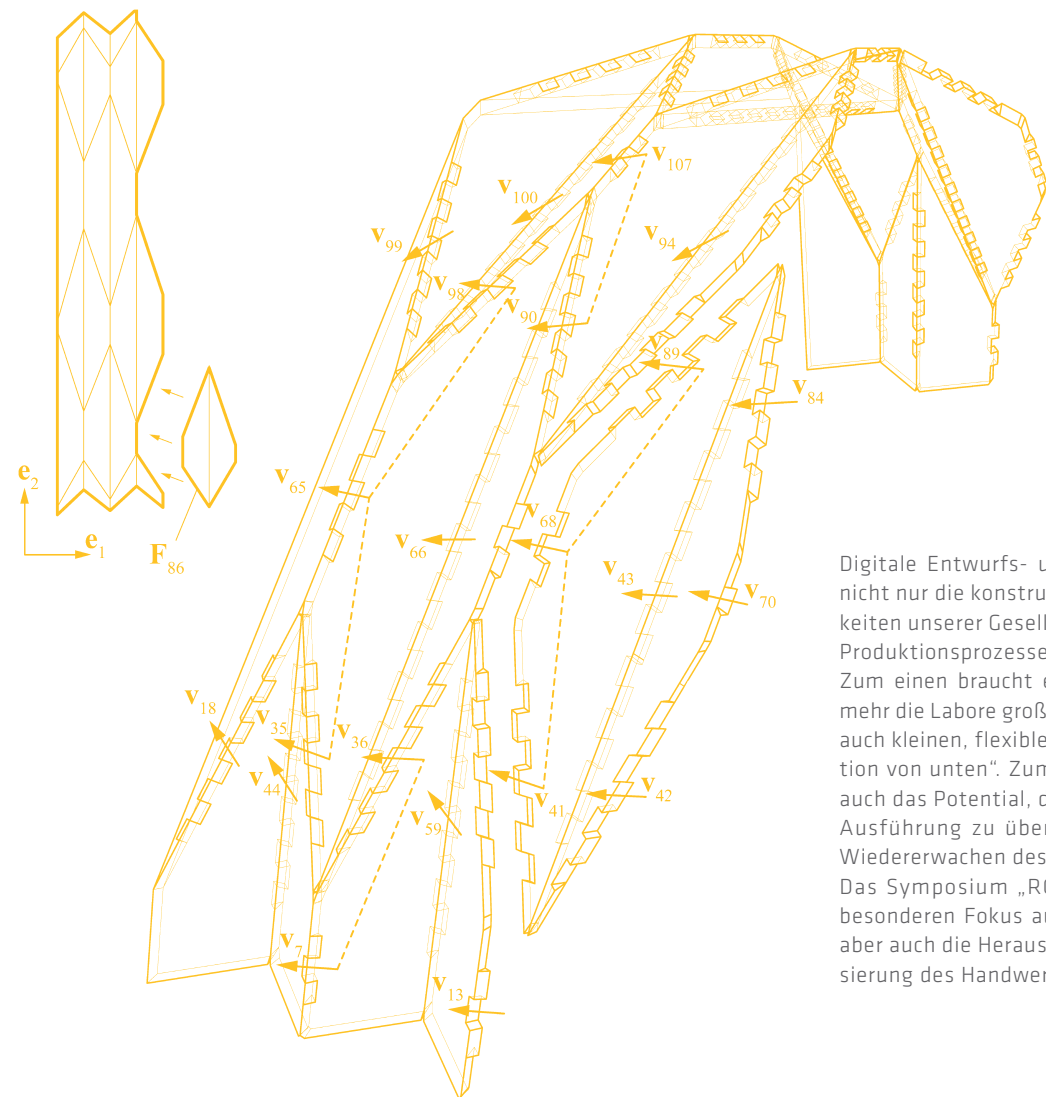 v107
v100
v99
v94
v98
v90
v89
v84
e2
v65
v68
v66
e1
F86
v43
v70
v18
v35
v36
v44
v41
v42
v59
v7
v13
Digitale Entwurfs- u
nicht nur die konstru
keiten unserer Gesell
Produktionsprozesse
Zum einen braucht e
mehr die Labore groß
auch kleinen, flexible
tion von unten“. Zum
auch das Potential, d
Ausführung zu über
Wiedererwachen des
Das Symposium „RO
besonderen Fokus au
aber auch die Heraus
sierung des Handwer